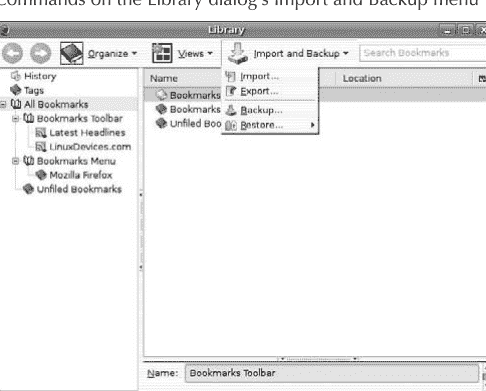 Commands on the Library dialog's Import and Backup menu
Library
Organize Views Import and Backup Search Bookmarks
History
Tags
All Bookmarks
Bookmarks Toolbar
Latest Headlines
LinuxDevices.com
Bookmarks Menu
Mozilla Firefox
Unfiled Bookmarks
Name Location
Bookmarks
Bookmarks
Unfiled Boo
Import...
Export...
Backup...
Restore...
Name: Bookmarks Toolbar